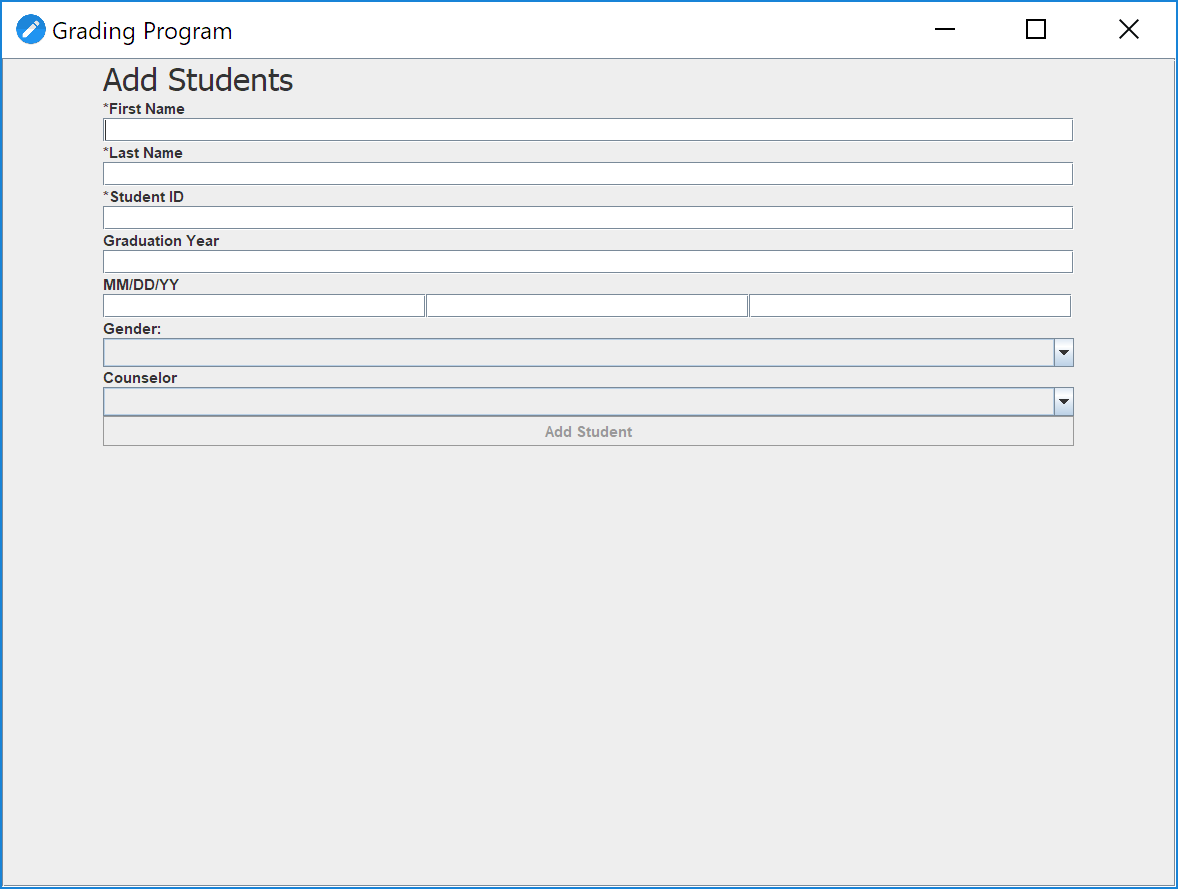 Grading Program
Add Students
*First Name
*Last Name
*Student ID
Graduation Year
MM/DD/YY
Gender:
Counselor
Add Student